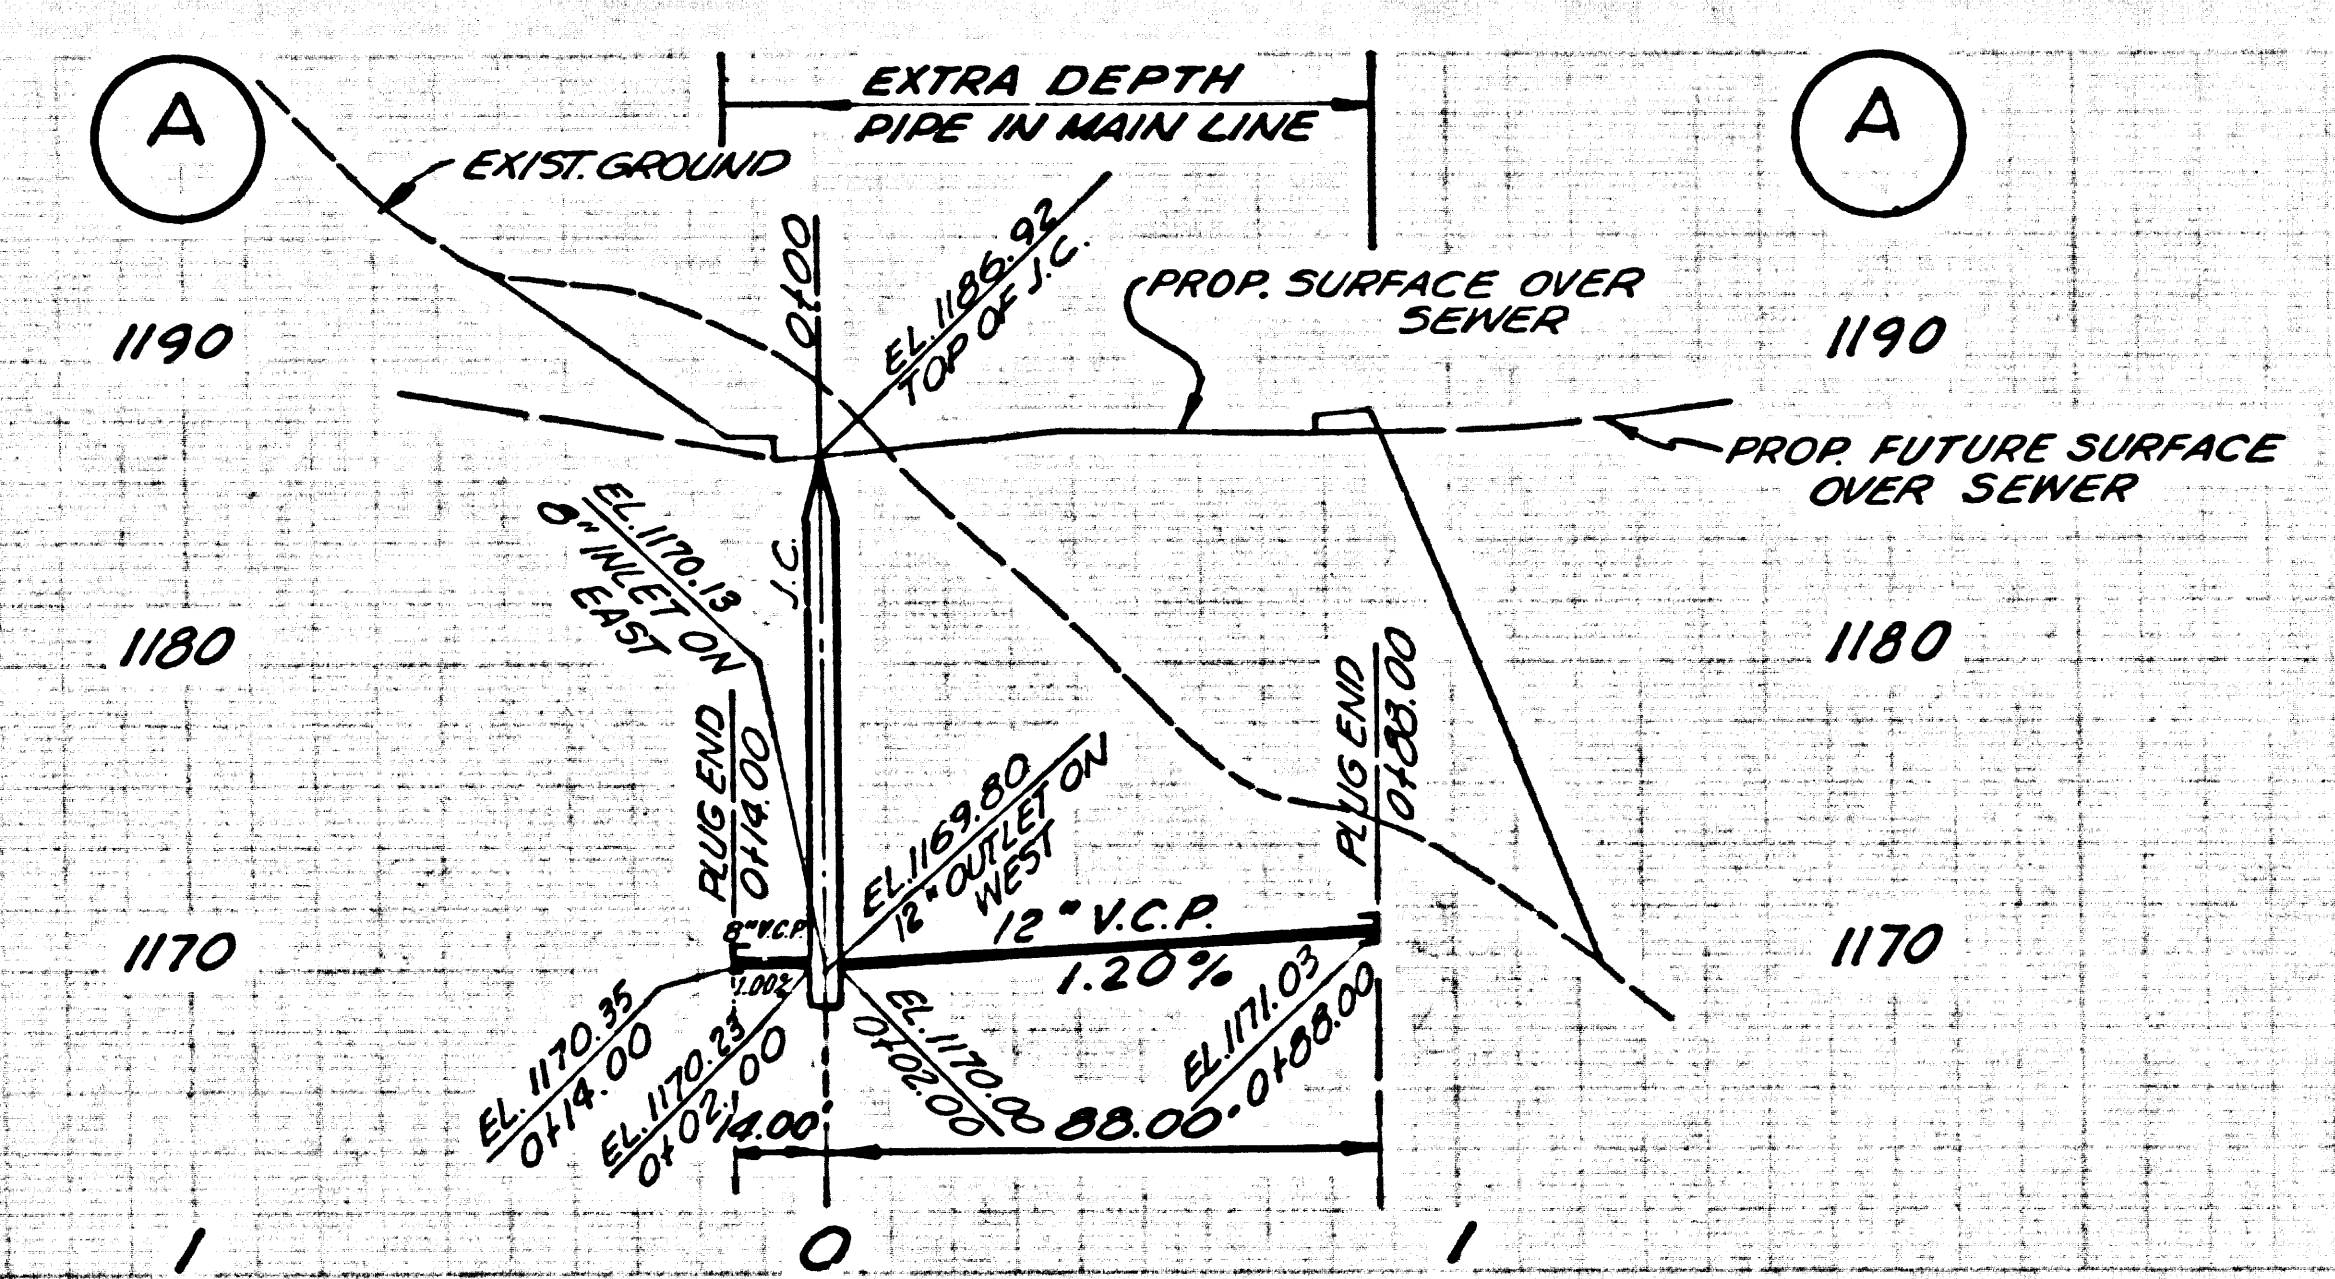 A
EXTRA DEPTH
PIPE IN MAIN LINE
A
EXIST. GROUND
0+00
EL. 1186.92
TOP OF J.C.
PROP. SURFACE OVER
SEWER
1190
1190
PROP. FUTURE SURFACE
OVER SEWER
EL. 1170.13
8" INLET ON
EAST
J.C.
1180
1180
PLUG END
0+14.00
EL. 1169.80
12" OUTLET ON
WEST
PLUG END
0+88.00
8" V.C.P.
1.00%
12" V.C.P.
1.20%
1170
1170
EL. 1170.35
0+14.00
EL. 1170.23
0+02.00
EL. 1170.00
0+02.00
EL. 1171.03
0+88.00
14.00'
88.00'
1
0
1